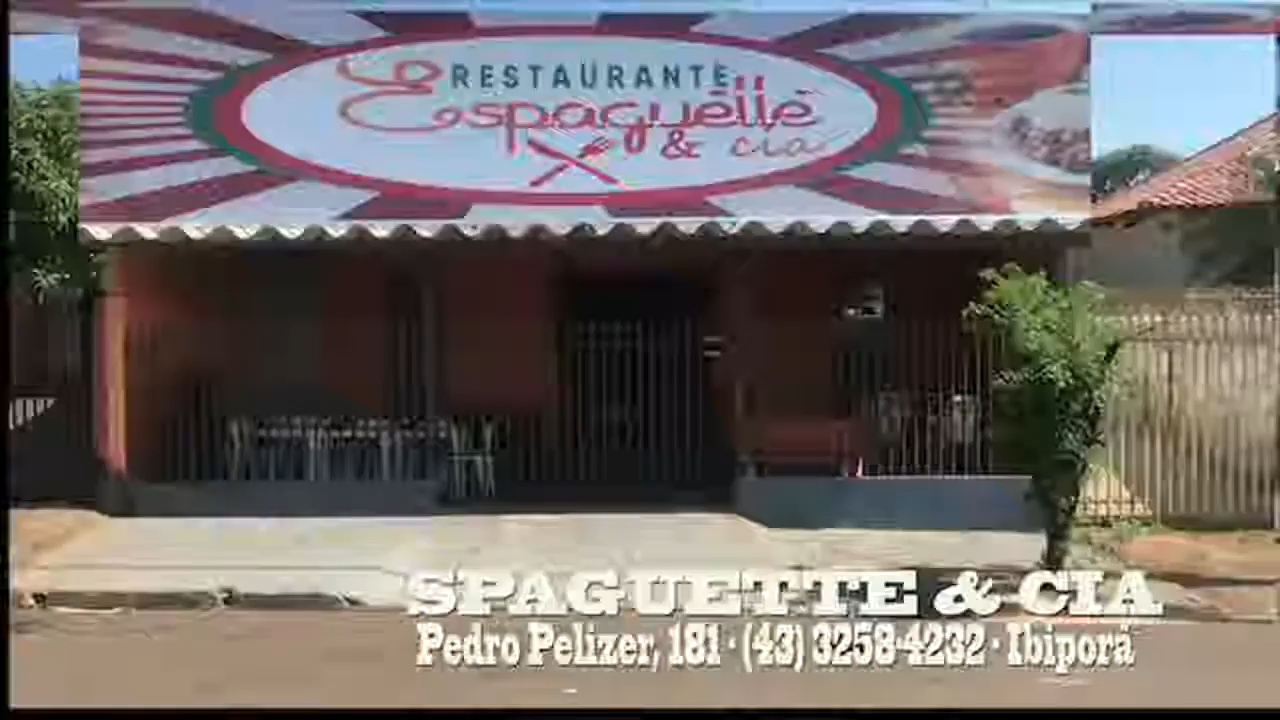 RESTAURANTE
Espaguette
& cia
SPAGUETTE & CIA
Pedro Pelizer, 181 · (43) 3258-4232 · Ibiporã